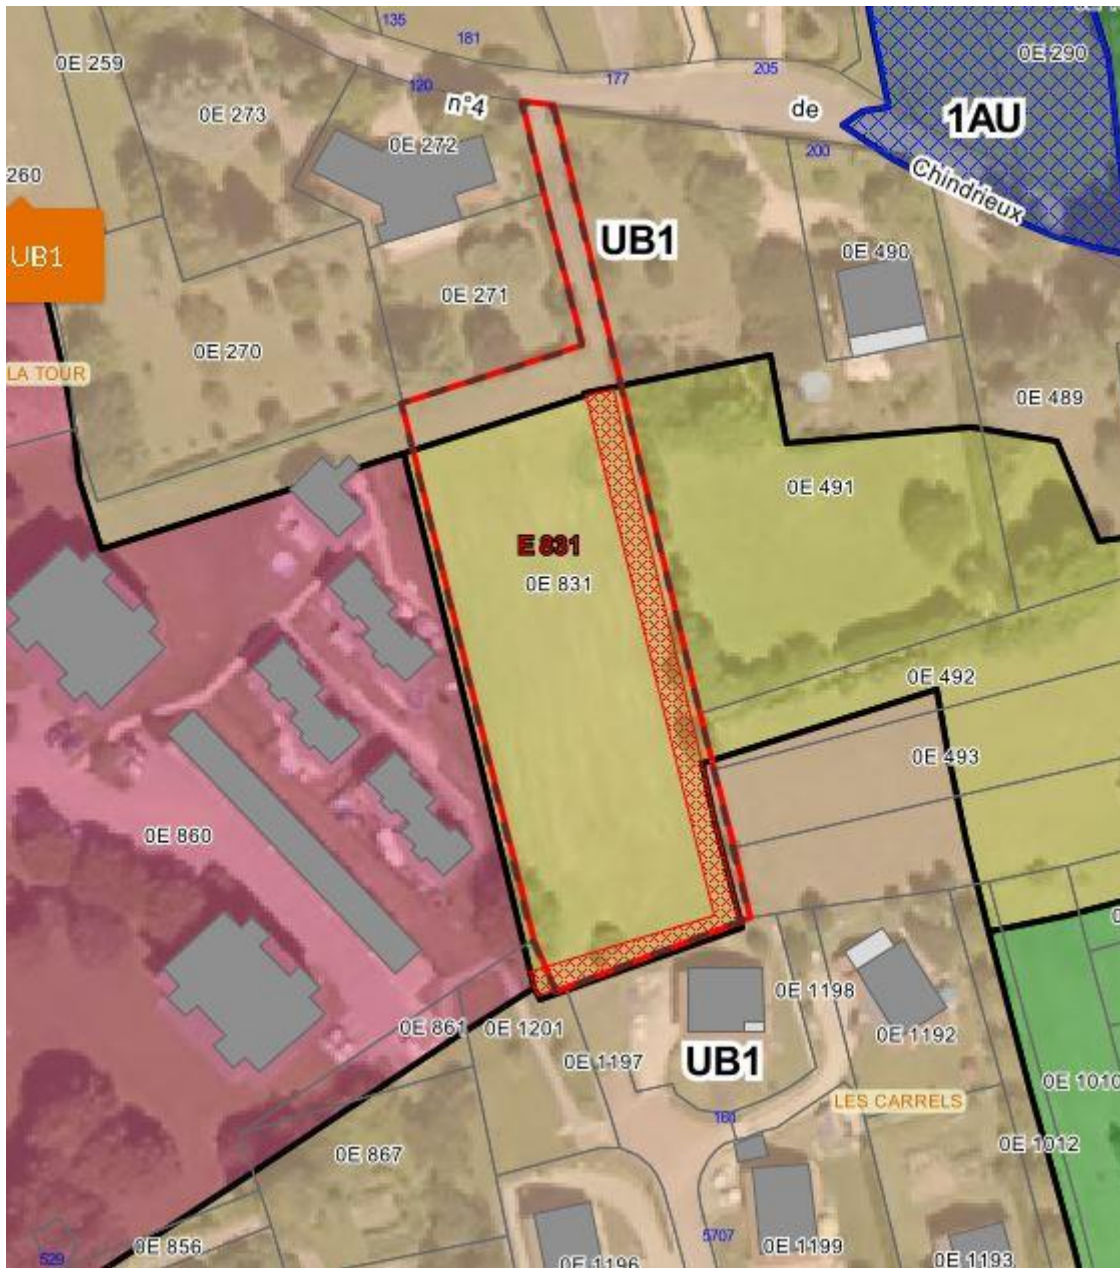 135
181
0E 259
0E 290
205
177
120
n°4
de
1AU
0E 273
0E 272
200
260
Chindrieux
UB1
UB1
0E 490
0E 271
0E 270
LA TOUR
0E 489
0E 491
E 831
0E 831
0E 492
0E 493
0E 860
0E 1198
0E 861
0E 1201
0E 1192
0E 1197
UB1
0E 1010
LES CARRELS
160
0E 1012
0E 867
5707
0E 856
0E 1199
529
0E 1196
0E 1193